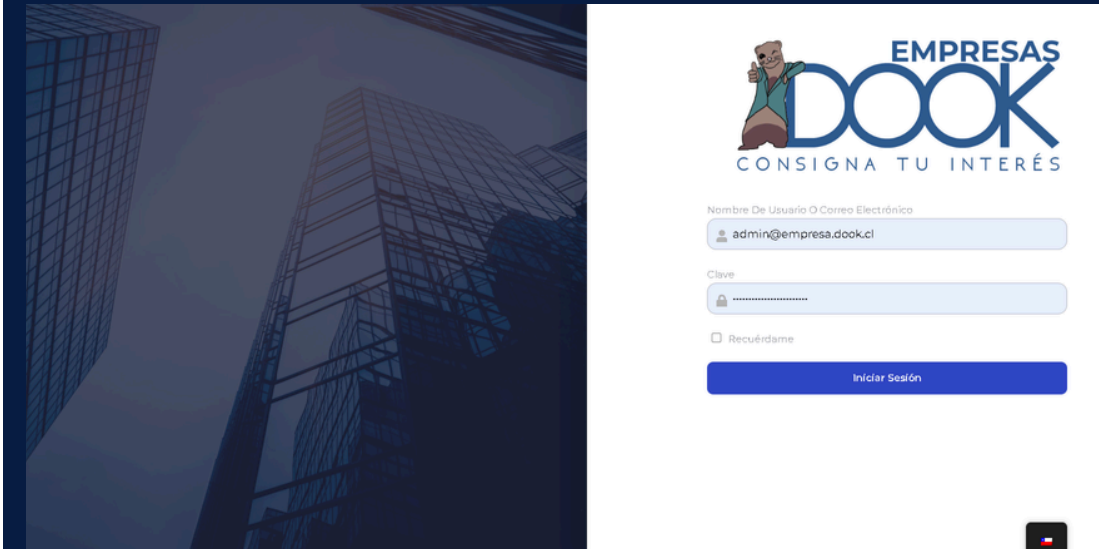 EMPRESAS
DOOK
CONSIGNA TU INTERÉS
Nombre De Usuario O Correo Electrónico
admin@empresa.dook.cl
Clave
Recuérdame
Iniciar Sesión